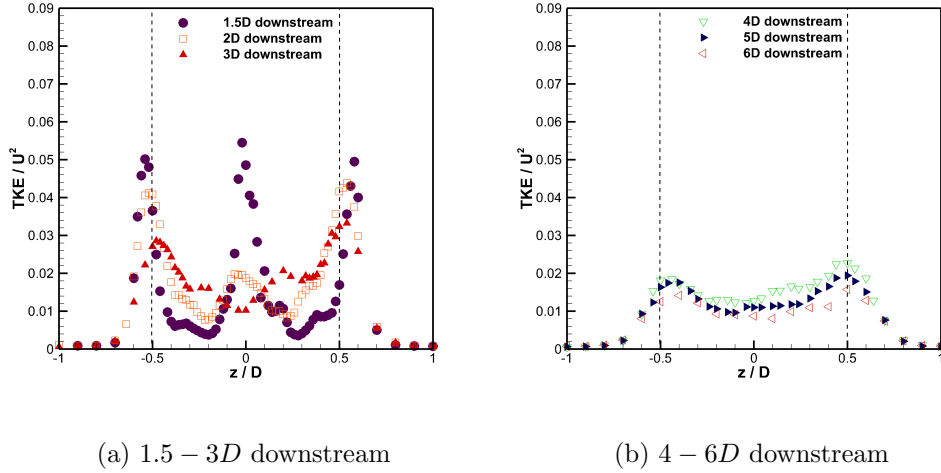 TKE / U²
0.09
0.08
0.07
0.06
0.05
0.04
0.03
0.02
0.01
0
1.5D downstream
2D downstream
3D downstream
-1
-0.5
0
0.5
1
z / D
(a) 1.5 − 3D downstream
TKE / U²
0.09
0.08
0.07
0.06
0.05
0.04
0.03
0.02
0.01
0
4D downstream
5D downstream
6D downstream
-1
-0.5
0
0.5
1
z / D
(b) 4 − 6D downstream